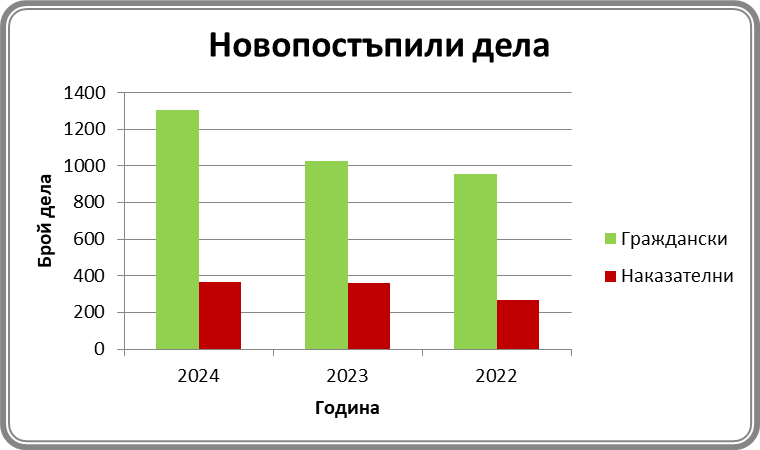 Новопостъпили дела
1400
1200
1000
800
600
400
200
0
Брой дела
2024
2023
2022
Година
Граждански
Наказателни